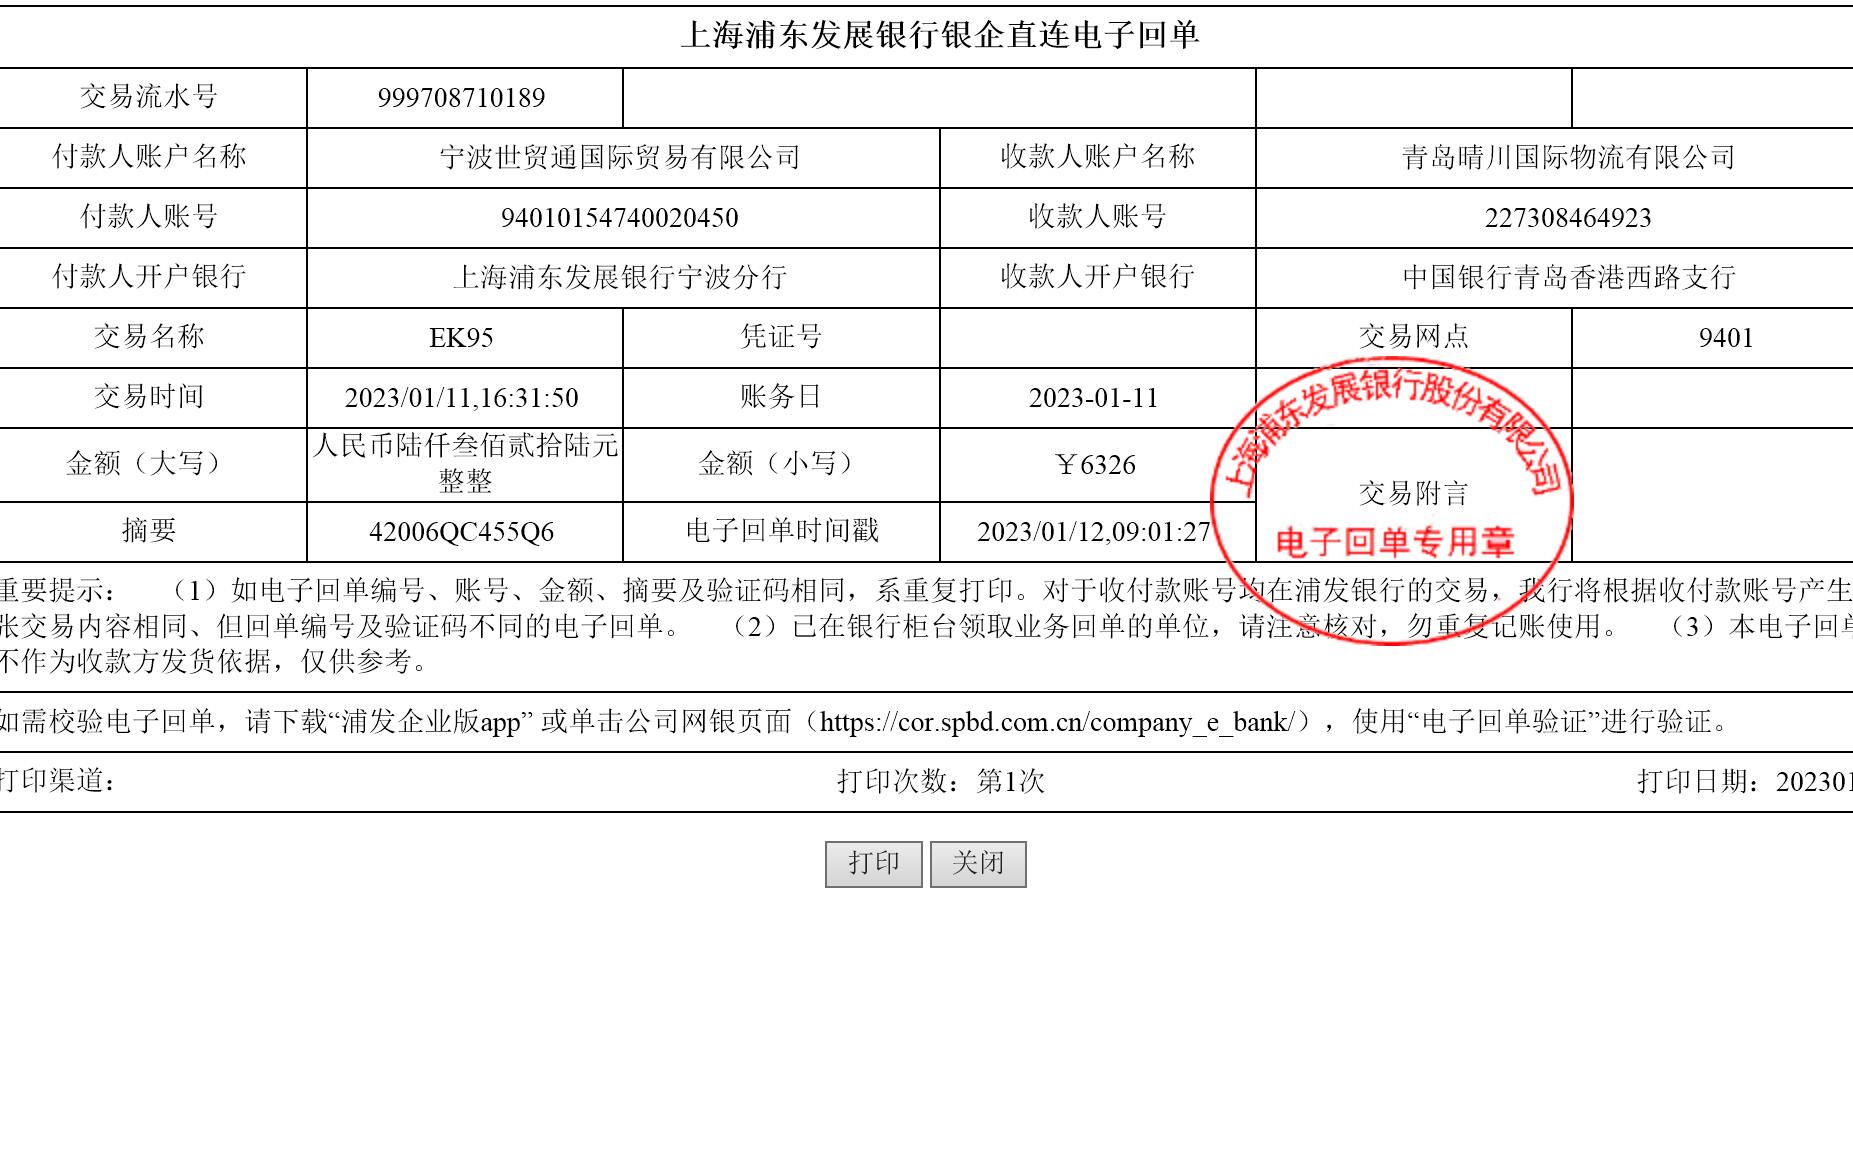 上海浦东发展银行银企直连电子回单
交易流水号 999708710189
付款人账户名称 宁波世贸通国际贸易有限公司 收款人账户名称 青岛晴川国际物流有限公司
付款人账号 94010154740020450 收款人账号 227308464923
付款人开户银行 上海浦东发展银行宁波分行 收款人开户银行 中国银行青岛香港西路支行
交易名称 EK95 凭证号 交易网点 9401
交易时间 2023/01/11,16:31:50 账务日 2023-01-11
金额（大写） 人民币陆仟叁佰贰拾陆元
整整 金额（小写） ￥6326
交易附言
摘要 42006QC455Q6 电子回单时间戳 2023/01/12,09:01:27
上海浦东发展银行股份有限公司
电子回单专用章
重要提示： （1）如电子回单编号、账号、金额、摘要及验证码相同，系重复打印。对于收付款账号均在浦发银行的交易，我行将根据收付款账号产生
张交易内容相同、但回单编号及验证码不同的电子回单。 （2）已在银行柜台领取业务回单的单位，请注意核对，勿重复记账使用。 （3）本电子回单
不作为收款方发货依据，仅供参考。
如需校验电子回单，请下载“浦发企业版app” 或单击公司网银页面（https://cor.spbd.com.cn/company_e_bank/），使用“电子回单验证”进行验证。
打印渠道： 打印次数：第1次 打印日期：202301
打印 关闭